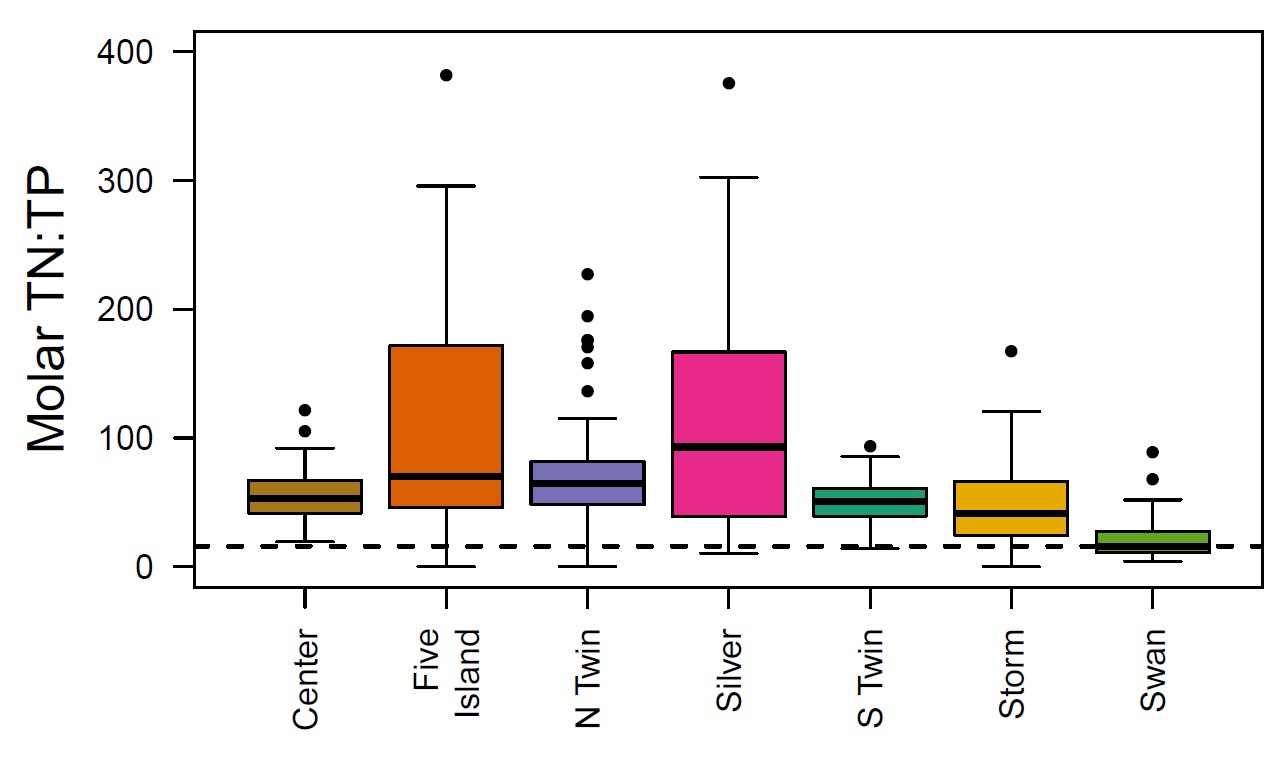 Molar TN:TP
400
300
200
100
0
Center
Five
Island
N Twin
Silver
S Twin
Storm
Swan